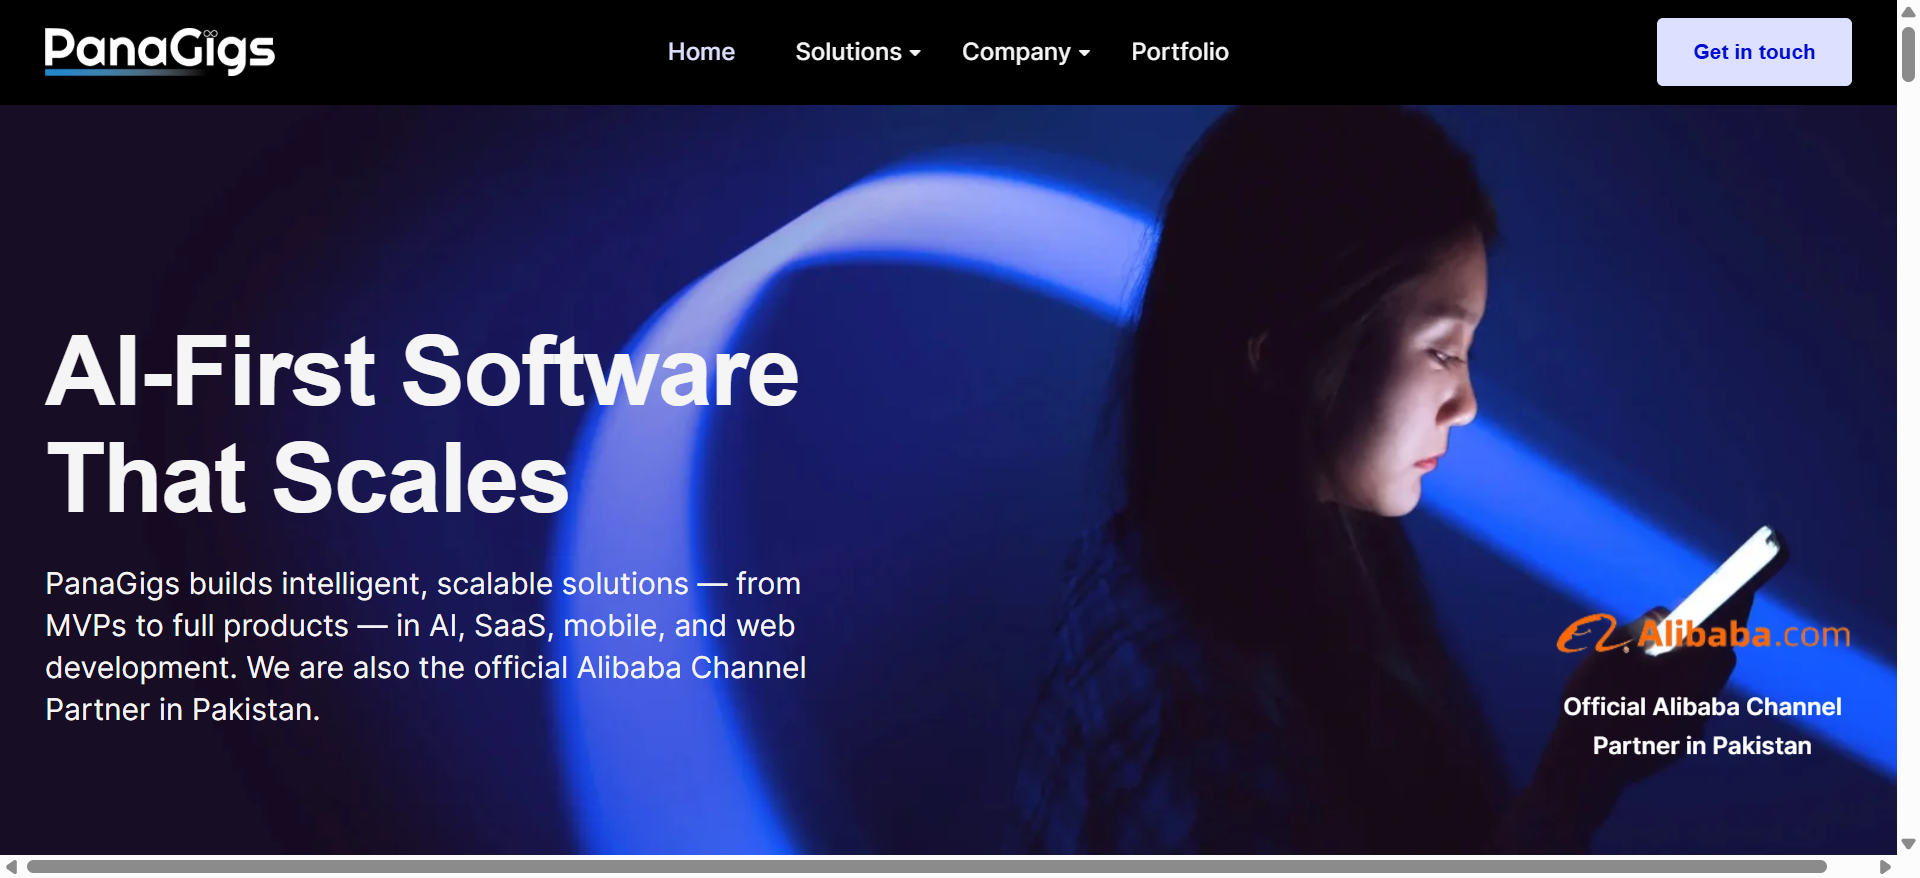 PanaGigs
Home
Solutions
Company
Portfolio
Get in touch
AI-First Software
That Scales
PanaGigs builds intelligent, scalable solutions — from
MVPs to full products — in AI, SaaS, mobile, and web
development. We are also the official Alibaba Channel
Partner in Pakistan.
Alibaba.com
Official Alibaba Channel
Partner in Pakistan